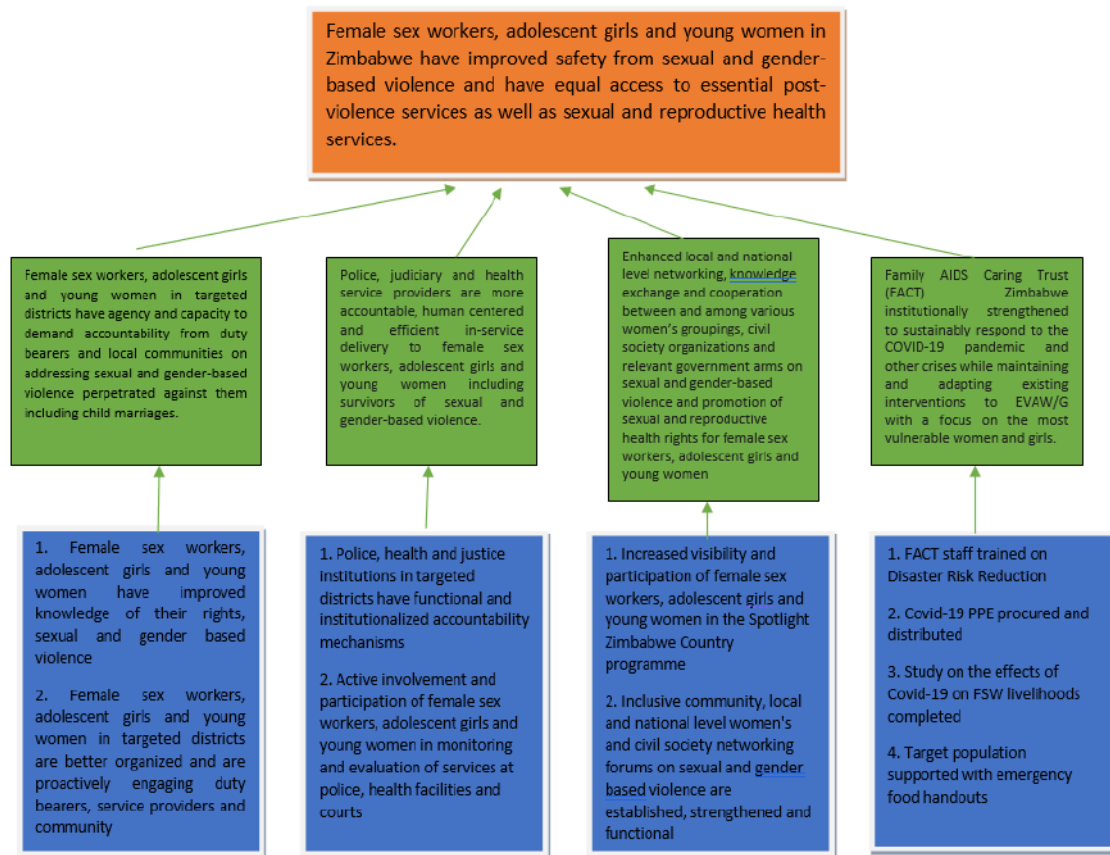 Female sex workers, adolescent girls and young women in
Zimbabwe have improved safety from sexual and gender-
based violence and have equal access to essential post-
violence services as well as sexual and reproductive health
services.
Female sex workers, adolescent girls
and young women in targeted
districts have agency and capacity to
demand accountability from duty
bearers and local communities on
addressing sexual and gender-based
violence perpetrated against them
including child marriages.
Police, judiciary and health
service providers are more
accountable, human centered
and efficient in-service
delivery to female sex
workers, adolescent girls and
young women including
survivors of sexual and
gender-based violence.
Enhanced local and national
level networking, knowledge
exchange and cooperation
between and among various
women's groupings, civil
society organizations and
relevant government arms on
sexual and gender-based
violence and promotion of
sexual and reproductive
health rights for female sex
workers, adolescent girls and
young women
Family AIDS Caring Trust
(FACT) Zimbabwe
institutionally strengthened
to sustainably respond to the
COVID-19 pandemic and
other crises while maintaining
and adapting existing
interventions to EVAW/G
with a focus on the most
vulnerable women and girls.
1. Female sex workers,
adolescent girls and young
women have improved
knowledge of their rights,
sexual and gender based
violence
2. Female sex workers,
adolescent girls and young
women in targeted districts
are better organized and are
proactively engaging duty
bearers, service providers and
community
1. Police, health and justice
institutions in targeted
districts have functional and
institutionalized accountability
mechanisms
2. Active involvement and
participation of female sex
workers, adolescent girls and
young women in monitoring
and evaluation of services at
police, health facilities and
courts
1. Increased visibility and
participation of female sex
workers, adolescent girls and
young women in the Spotlight
Zimbabwe Country
programme
2. Inclusive community, local
and national level women's
and civil society networking
forums on sexual and gender
based violence are
established, strengthened and
functional
1. FACT staff trained on
Disaster Risk Reduction
2. Covid-19 PPE procured and
distributed
3. Study on the effects of
Covid-19 on FSW livelihoods
completed
4. Target population
supported with emergency
food handouts